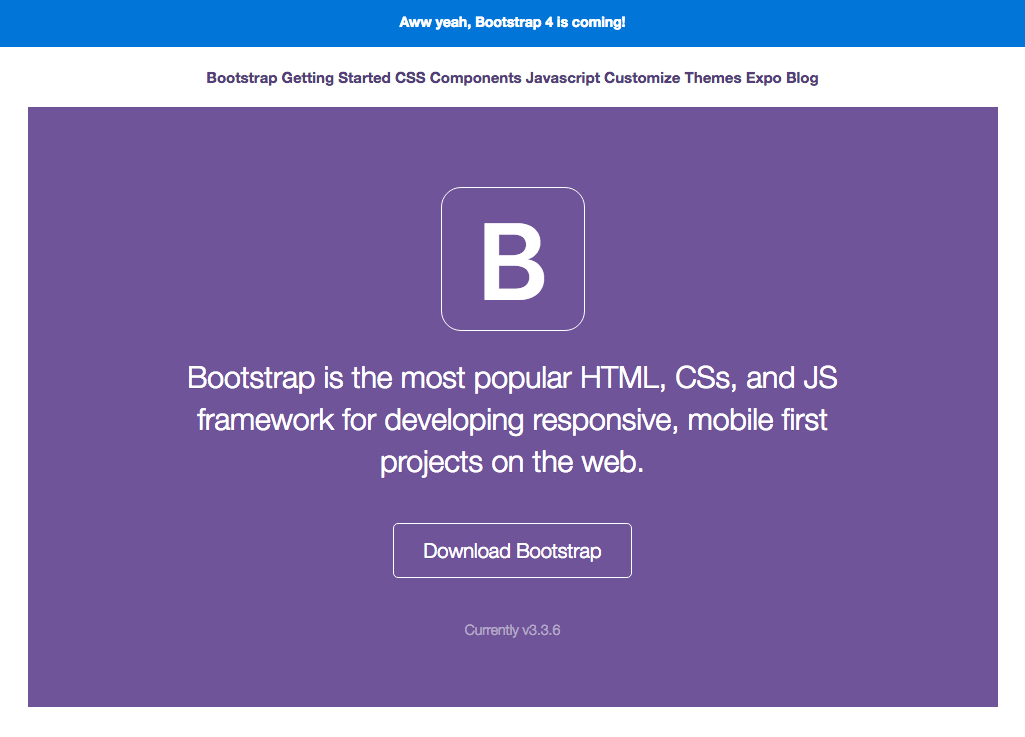 Aww yeah, Bootstrap 4 is coming!
Bootstrap Getting Started CSS Components Javascript Customize Themes Expo Blog
B
Bootstrap is the most popular HTML, CSs, and JS
framework for developing responsive, mobile first
projects on the web.
Download Bootstrap
Currently v3.3.6